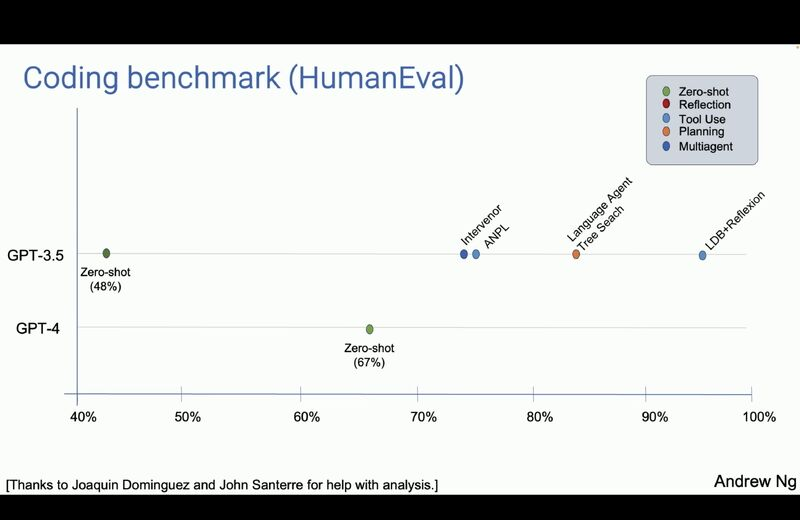 Coding benchmark (HumanEval)
Zero-shot
Reflection
Tool Use
Planning
Multiagent
GPT-3.5
Zero-shot
(48%)
Intervenor
ANPL
Language Agent
Tree Seach
LDB+Reflexion
GPT-4
Zero-shot
(67%)
40%
50%
60%
70%
80%
90%
100%
[Thanks to Joaquin Dominguez and John Santerre for help with analysis.]
Andrew Ng